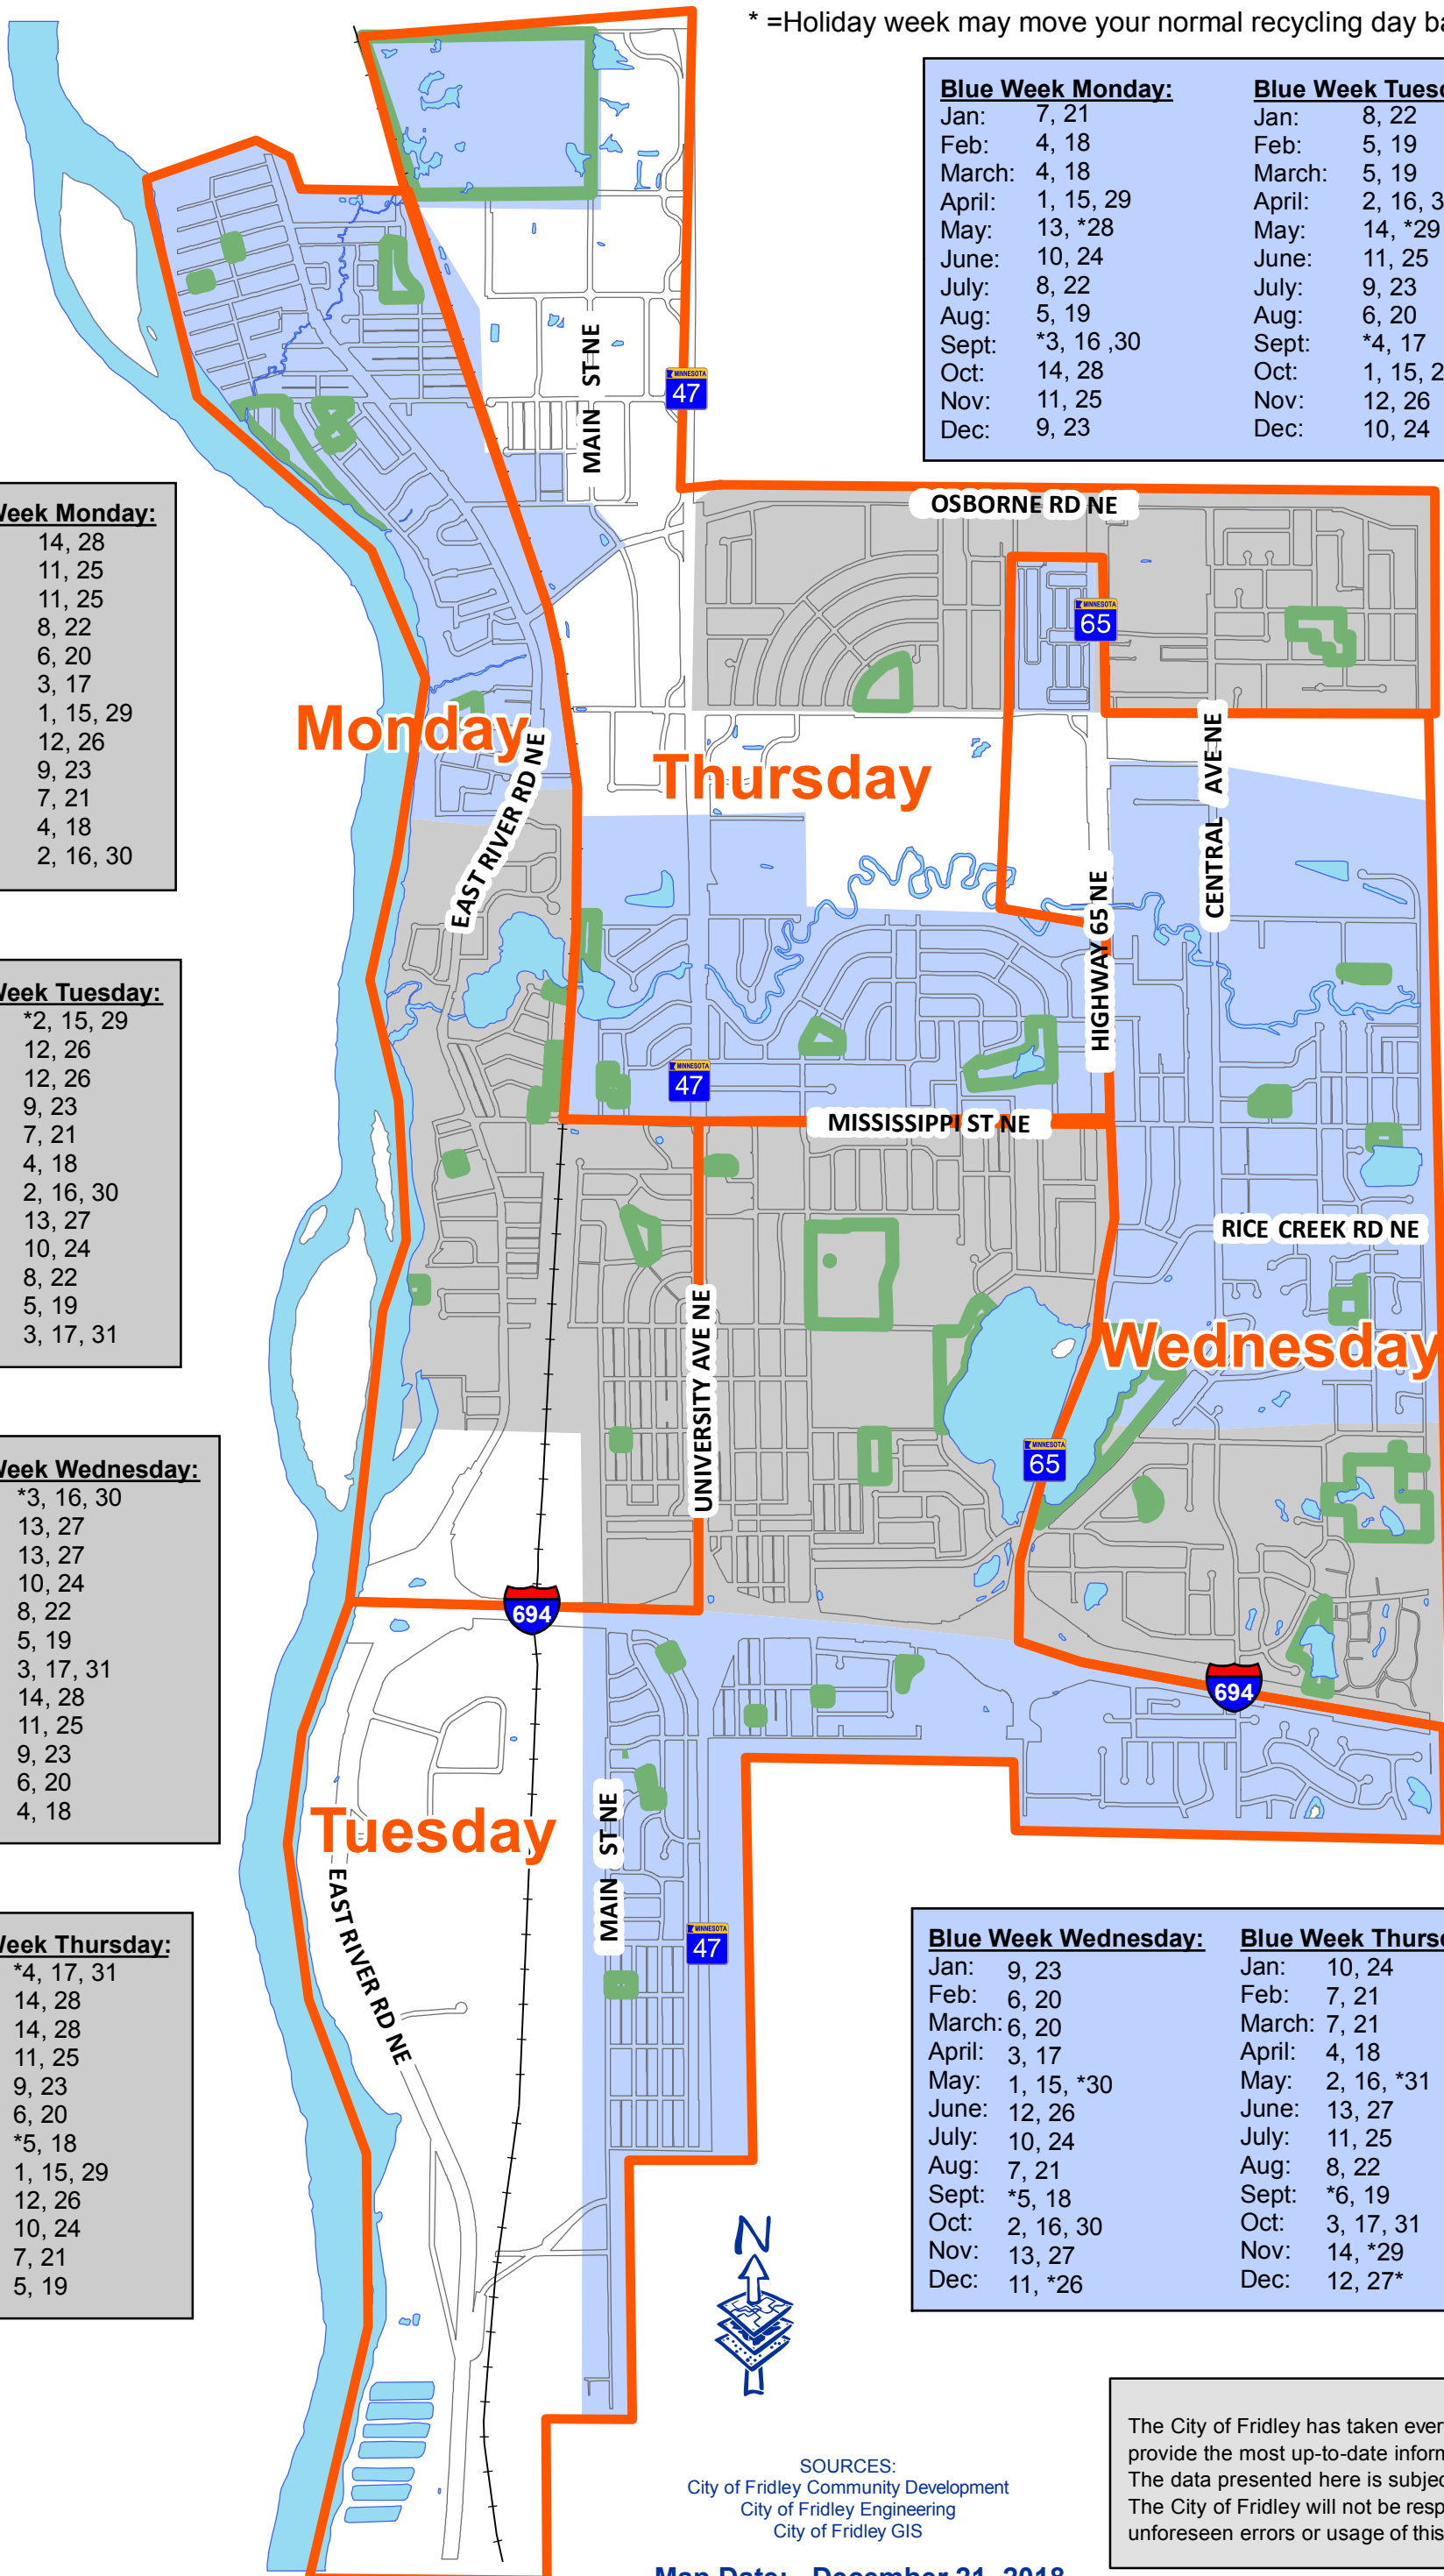 * =Holiday week may move your normal recycling day
Blue Week Monday:
Jan: 7, 21
Feb: 4, 18
March: 4, 18
April: 1, 15, 29
May: 13, *28
June: 10, 24
July: 8, 22
Aug: 5, 19
Sept: *3, 16 ,30
Oct: 14, 28
Nov: 11, 25
Dec: 9, 23
Blue Week
Jan: 8, 22
Feb: 5, 19
March: 5, 19
April: 2, 16,
May: 14, *29
June: 11, 25
July: 9, 23
Aug: 6, 20
Sept: *4, 17
Oct: 1, 15,
Nov: 12, 26
Dec: 10, 24
MAIN ST NE
MINNESOTA
47
OSBORNE RD NE
Week Monday:
14, 28
11, 25
11, 25
8, 22
6, 20
3, 17
1, 15, 29
12, 26
9, 23
7, 21
4, 18
2, 16, 30
MINNESOTA
65
Monday
EAST RIVER RD NE
Thursday
CENTRAL AVE NE
HIGHWAY 65 NE
Week Tuesday:
*2, 15, 29
12, 26
12, 26
9, 23
7, 21
4, 18
2, 16, 30
13, 27
10, 24
8, 22
5, 19
3, 17, 31
MINNESOTA
47
MISSISSIPPI ST NE
RICE CREEK RD NE
UNIVERSITY AVE NE
Wednesday
MINNESOTA
65
Week Wednesday:
*3, 16, 30
13, 27
13, 27
10, 24
8, 22
5, 19
3, 17, 31
14, 28
11, 25
9, 23
6, 20
4, 18
694
694
Tuesday
MAIN ST NE
EAST RIVER RD NE
MINNESOTA
47
Week Thursday:
*4, 17, 31
14, 28
14, 28
11, 25
9, 23
6, 20
*5, 18
1, 15, 29
12, 26
10, 24
7, 21
5, 19
Blue Week Wednesday:
Jan: 9, 23
Feb: 6, 20
March: 6, 20
April: 3, 17
May: 1, 15, *30
June: 12, 26
July: 10, 24
Aug: 7, 21
Sept: *5, 18
Oct: 2, 16, 30
Nov: 13, 27
Dec: 11, *26
Blue Week
Jan: 10, 24
Feb: 7, 21
March: 7, 21
April: 4, 18
May: 2, 16, *31
June: 13, 27
July: 11, 25
Aug: 8, 22
Sept: *6, 19
Oct: 3, 17, 31
Nov: 14, *29
Dec: 12, 27*
N
SOURCES:
City of Fridley Community Development
City of Fridley Engineering
City of Fridley GIS
Map Date: December 21, 2018
The City of Fridley has taken
provide the most up-to-date
The data presented here is
The City of Fridley will not be
unforeseen errors or usage of this